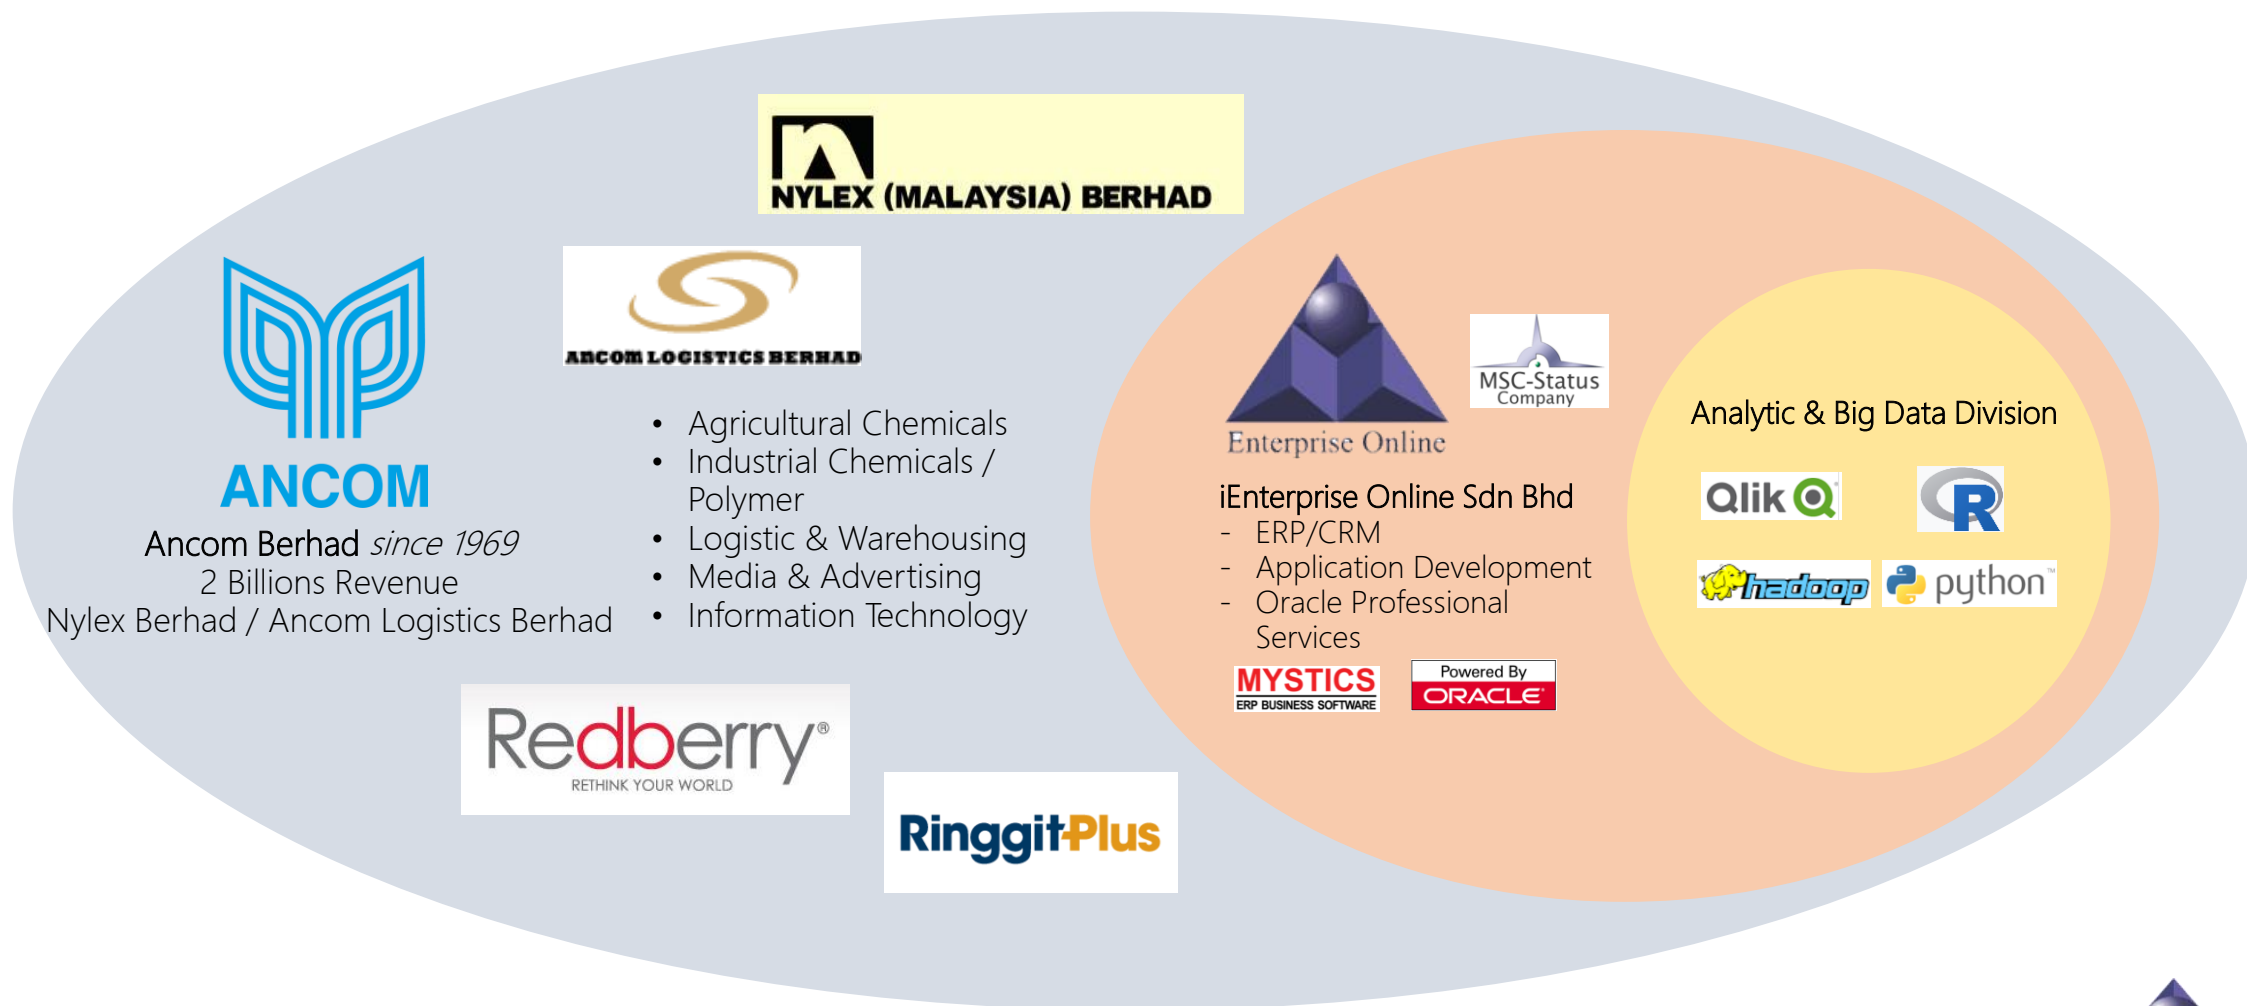 NYLEX (MALAYSIA) BERHAD
ANCOM LOGISTICS BERHAD
ANCOM
Ancom Berhad since 1969
2 Billions Revenue
Nylex Berhad / Ancom Logistics Berhad
• Agricultural Chemicals
• Industrial Chemicals /
Polymer
• Logistic & Warehousing
• Media & Advertising
• Information Technology
Redberry®
RETHINK YOUR WORLD
RinggitPlus
Enterprise Online
MSC-Status
Company
iEnterprise Online Sdn Bhd
- ERP/CRM
- Application Development
- Oracle Professional
Services
MYSTICS
ERP BUSINESS SOFTWARE
Powered By
ORACLE
Analytic & Big Data Division
Qlik
R
hadoop
python™